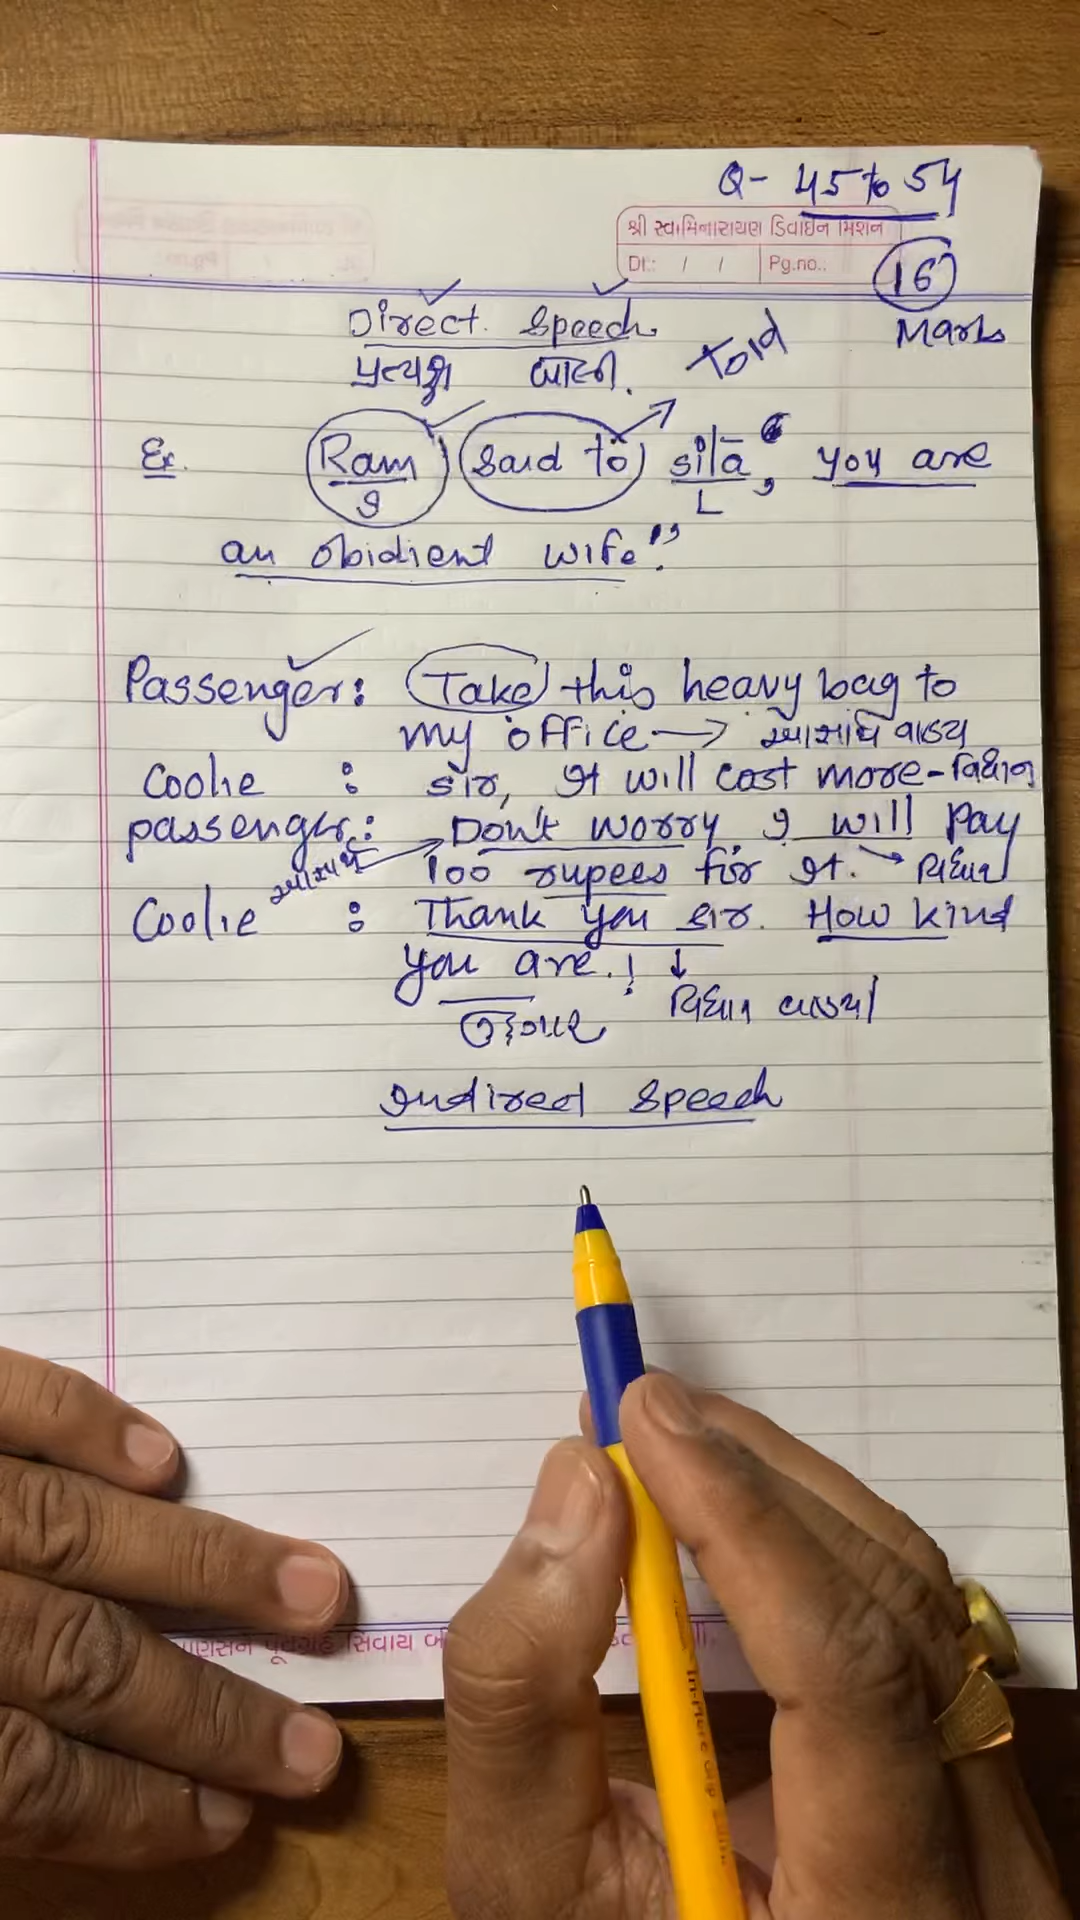 Q- 45 to 54
શ્રી સ્વામિનારાયણ ડિવાઇન મિશન
Dt.: / / Pg.no.:
16
Marks
Direct Speech
પ્રત્યક્ષ બોલી.
told
Ex. Ram said to sita, "you are
S L
an obidient wife".
Passenger: Take this heavy bag to
my office → આજ્ઞાર્થ વાક્ય
Coolie : Sir, It will cost more - વિધાન
passenger: Don't worry, I will Pay
આજ્ઞાર્થ 100 rupees for It. → વિધાન
Coolie : Thank you sir. How kind
you are.!
ઉદ્દગાર વિધાન વાક્ય
Indirect Speech
સિવાય